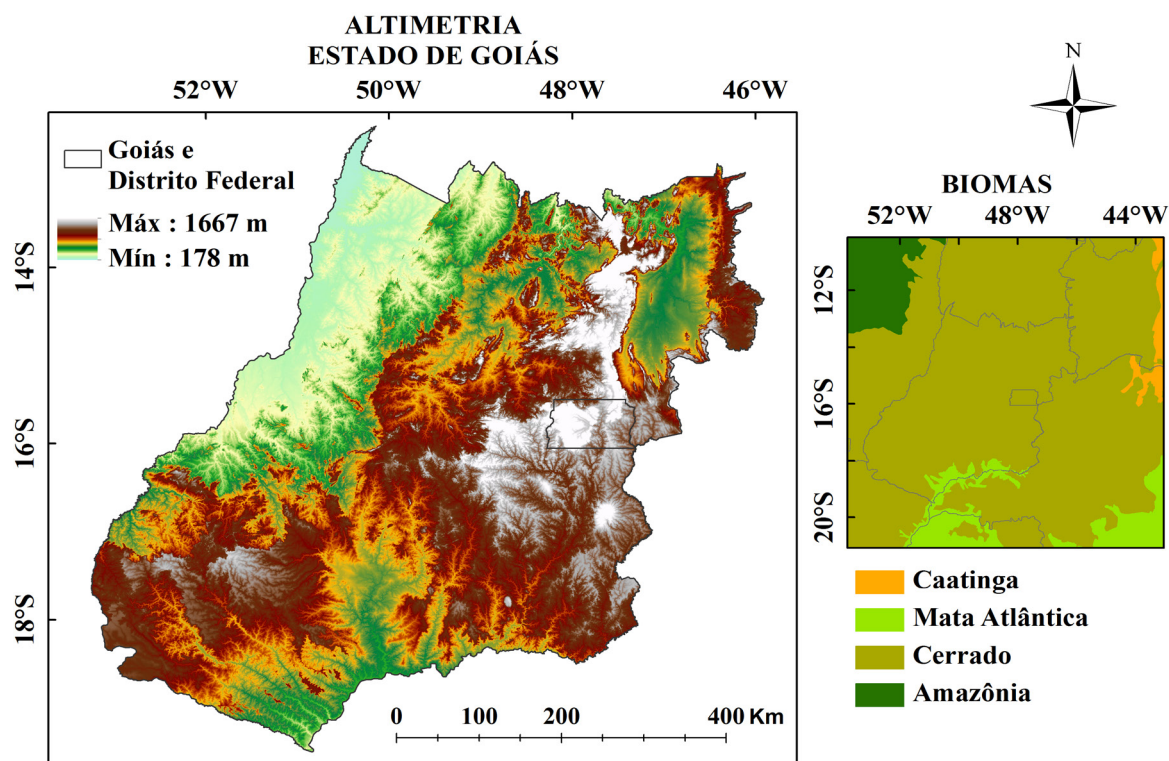 ALTIMETRIA
ESTADO DE GOIÁS
52°W 50°W 48°W 46°W
Goiás e
Distrito Federal
Máx : 1667 m
Mín : 178 m
14°S
16°S
18°S
0 100 200 400 Km
N
BIOMAS
52°W 48°W 44°W
12°S
16°S
20°S
Caatinga
Mata Atlântica
Cerrado
Amazônia